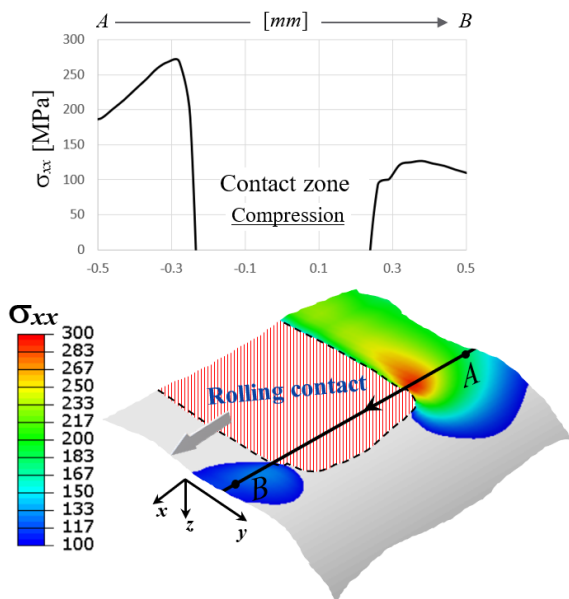 A [mm] B
300
250
200
150
100
50
0
σxx [MPa]
Contact zone
Compression
-0.5 -0.3 -0.1 0.1 0.3 0.5
σxx
300
283
267
250
233
217
200
183
167
150
133
117
100
Rolling contact
A
B
x
z
y